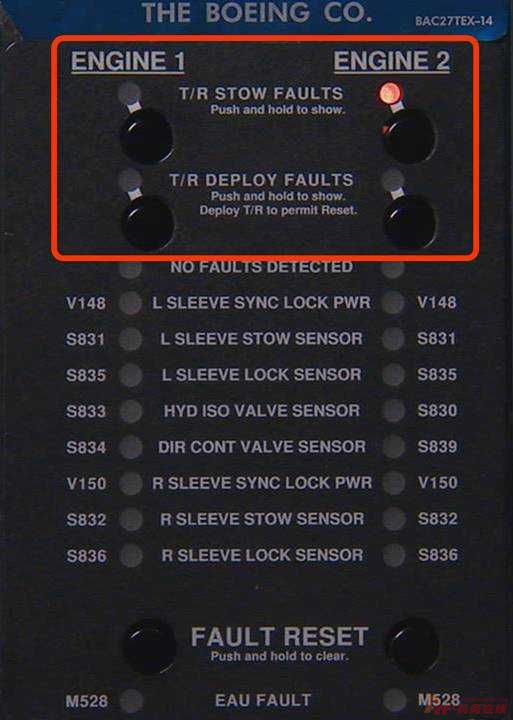 THE BOEING CO.
BAC27TEX-14
ENGINE 1 ENGINE 2
T/R STOW FAULTS
Push and hold to show.
T/R DEPLOY FAULTS
Push and hold to show.
Deploy T/R to permit Reset.
NO FAULTS DETECTED
V148 L SLEEVE SYNC LOCK PWR V148
S831 L SLEEVE STOW SENSOR S831
S835 L SLEEVE LOCK SENSOR S835
S833 HYD ISO VALVE SENSOR S830
S834 DIR CONT VALVE SENSOR S839
V150 R SLEEVE SYNC LOCK PWR V150
S832 R SLEEVE STOW SENSOR S832
S836 R SLEEVE LOCK SENSOR S836
FAULT RESET
Push and hold to clear.
M528 EAU FAULT M528